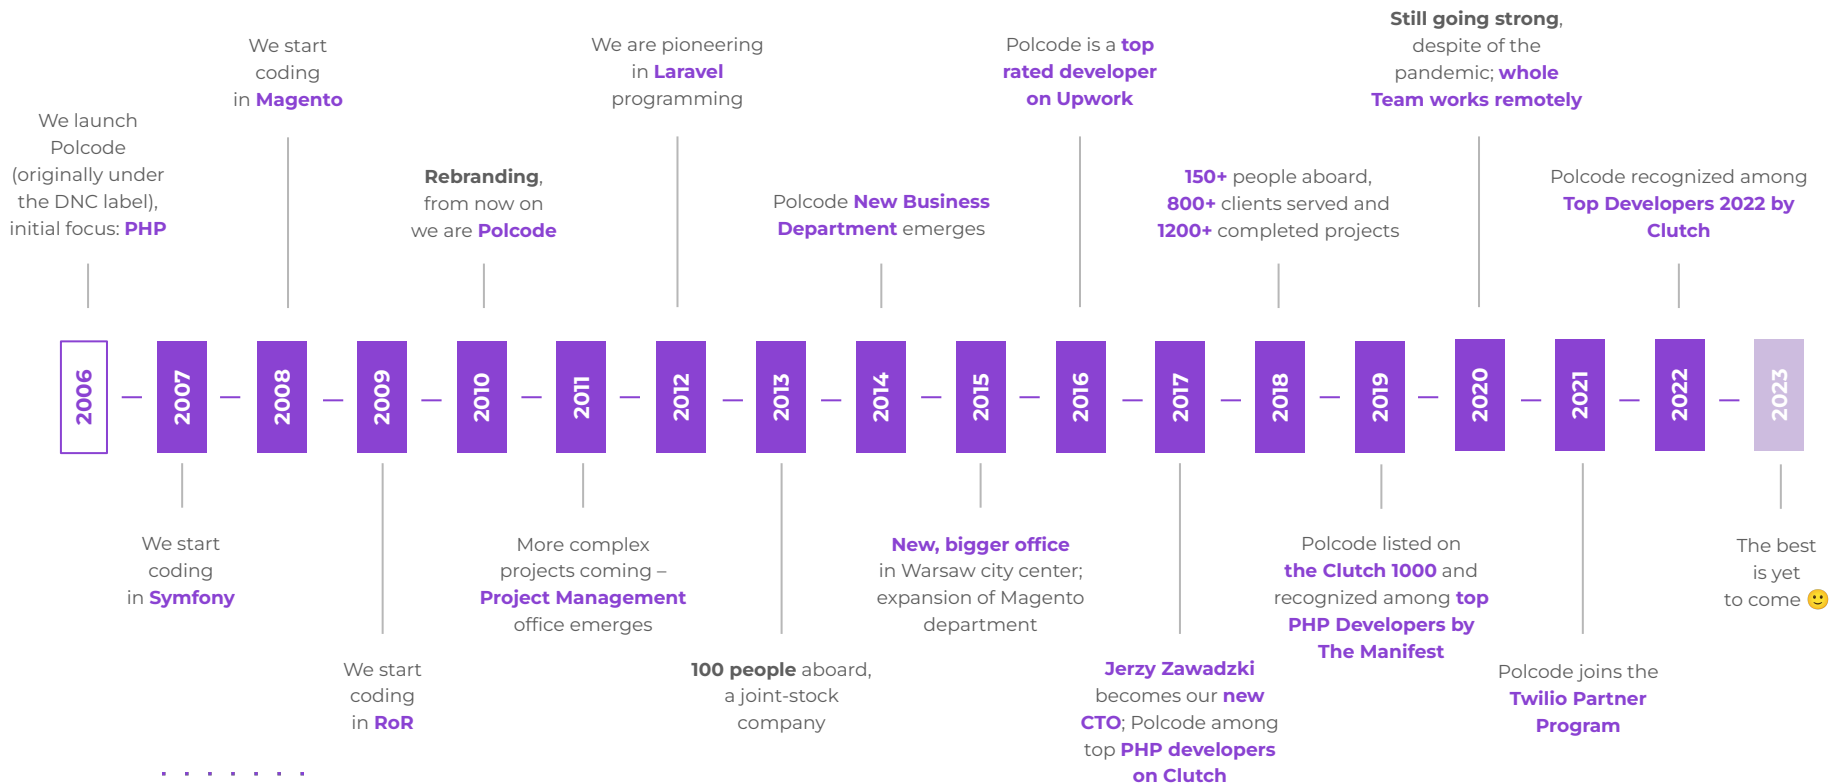 We launch
Polcode
(originally under
the DNC label),
initial focus: PHP
We start
coding
in Magento
Rebranding,
from now on
we are Polcode
We are pioneering
in Laravel
programming
Polcode New Business
Department emerges
Polcode is a top
rated developer
on Upwork
150+ people aboard,
800+ clients served and
1200+ completed projects
Still going strong,
despite of the
pandemic; whole
Team works remotely
Polcode recognized among
Top Developers 2022 by
Clutch
2006
2007
2008
2009
2010
2011
2012
2013
2014
2015
2016
2017
2018
2019
2020
2021
2022
2023
We start
coding
in Symfony
We start
coding
in RoR
More complex
projects coming –
Project Management
office emerges
100 people aboard,
a joint-stock
company
New, bigger office
in Warsaw city center;
expansion of Magento
department
Jerzy Zawadzki
becomes our new
CTO; Polcode among
top PHP developers
on Clutch
Polcode listed on
the Clutch 1000 and
recognized among top
PHP Developers by
The Manifest
Polcode joins the
Twilio Partner
Program
The best
is yet
to come 🙂